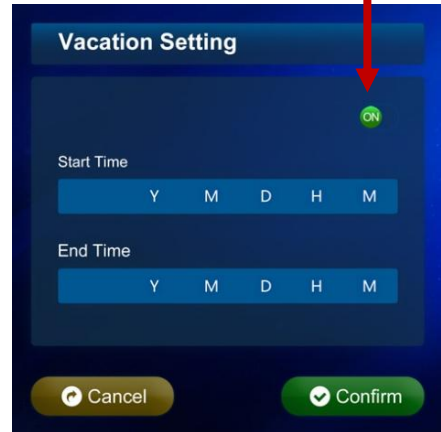 Vacation Setting
ON
Start Time
Y M D H M
End Time
Y M D H M
Cancel Confirm